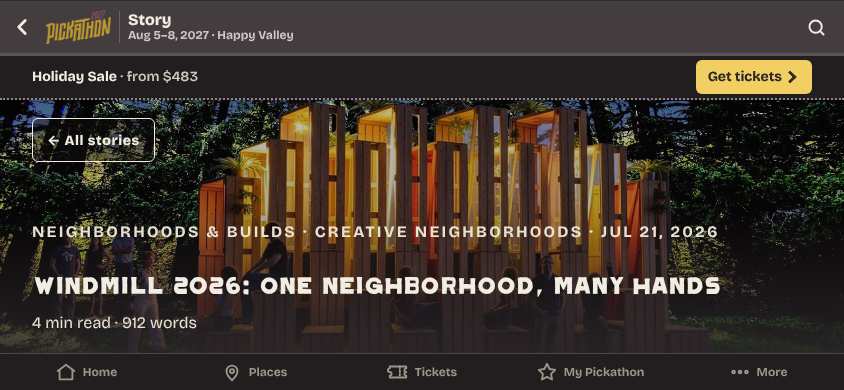 PICKATHON
Story
Aug 5–8, 2027 · Happy Valley
Holiday Sale · from $483
Get tickets
← All stories
NEIGHBORHOODS & BUILDS · CREATIVE NEIGHBORHOODS · JUL 21, 2026
WINDMILL 2026: ONE NEIGHBORHOOD, MANY HANDS
4 min read · 912 words
Home
Places
Tickets
My Pickathon
More